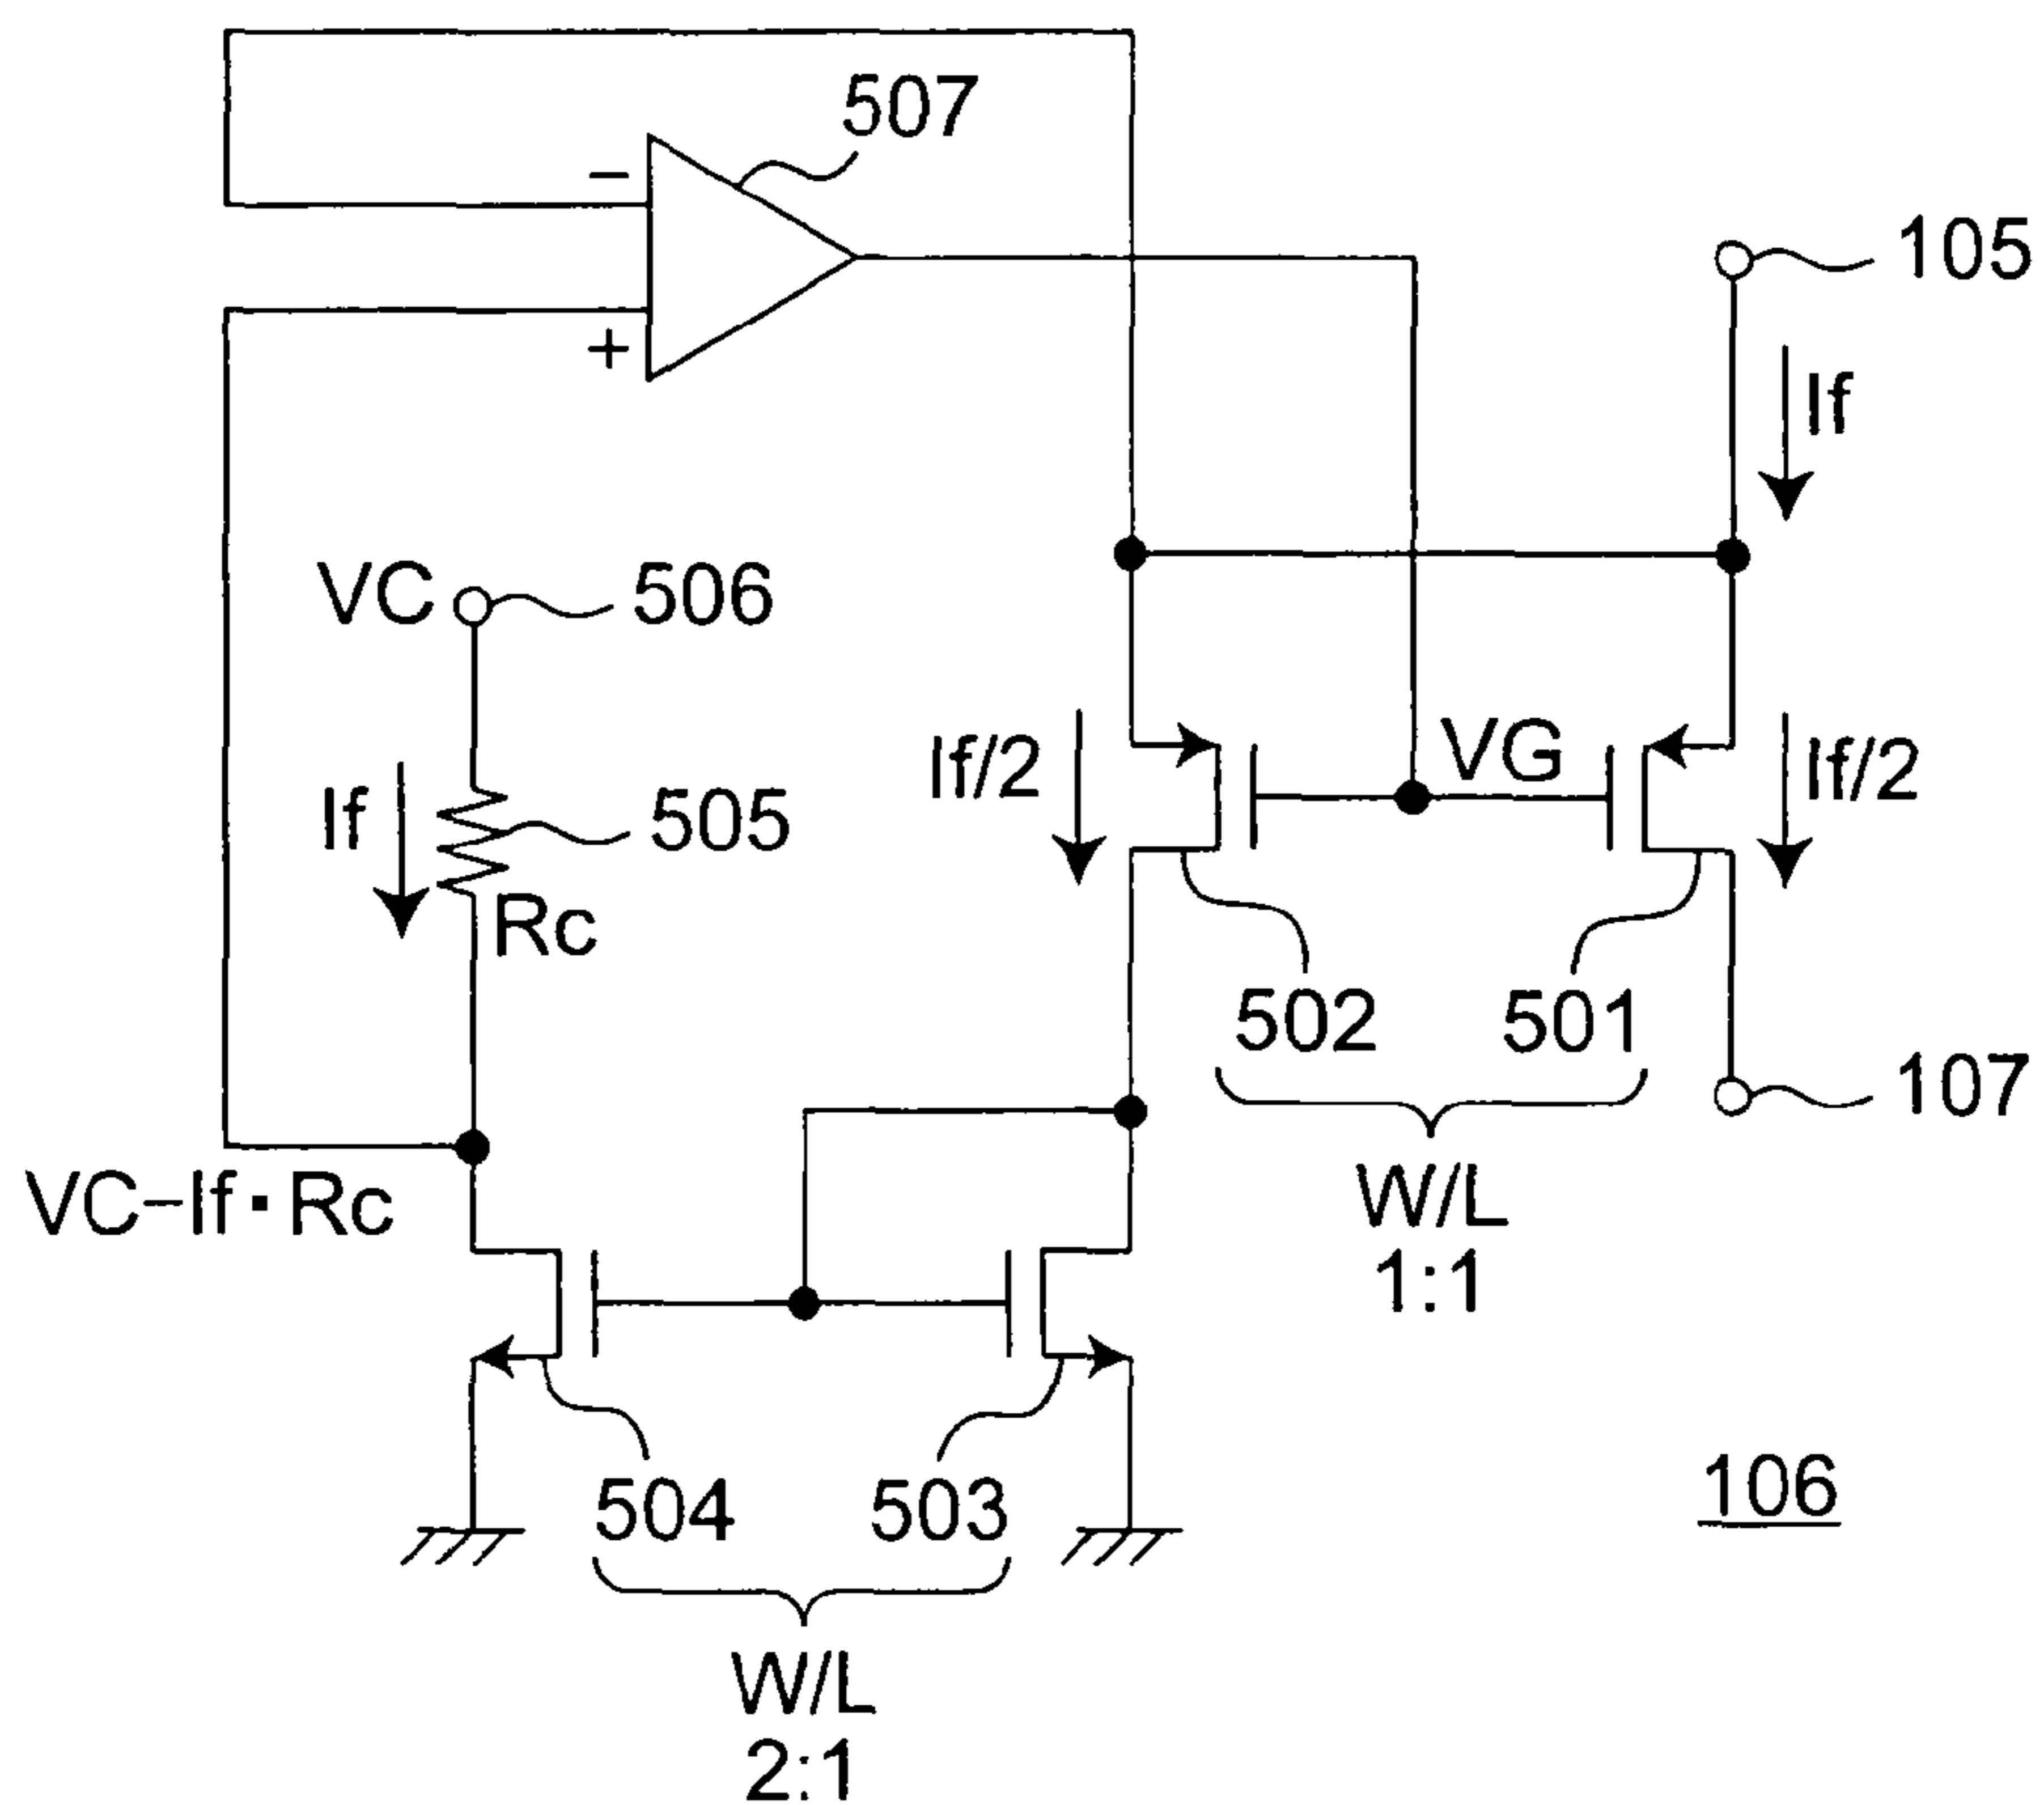 507
−
105
+
If
VC
506
If/2
VG
If/2
If
505
Rc
502
501
107
VC−If・Rc
W/L
1:1
504
503
106
W/L
2:1